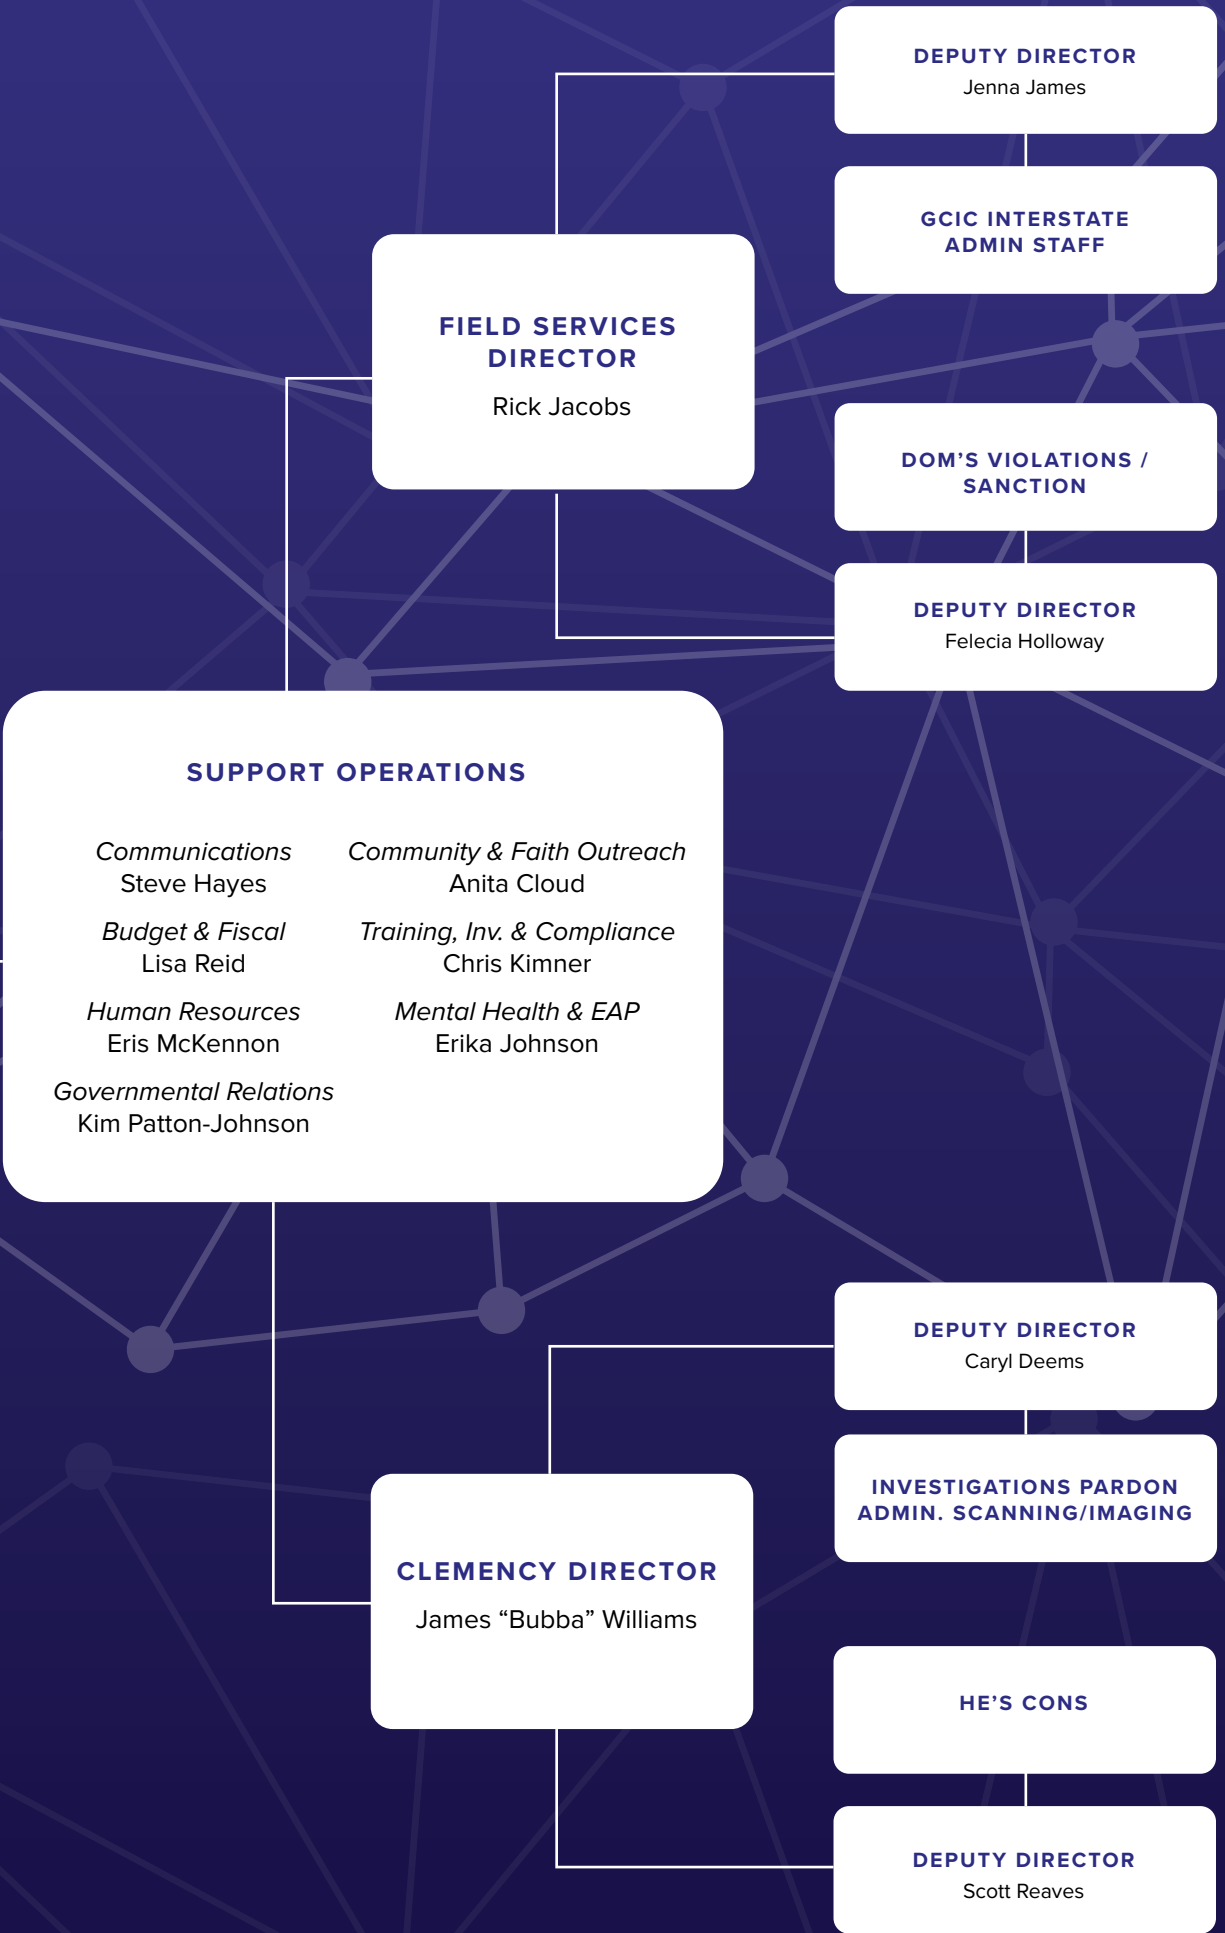 DEPUTY DIRECTOR
Jenna James
GCIC INTERSTATE
ADMIN STAFF
FIELD SERVICES
DIRECTOR
Rick Jacobs
DOM’S VIOLATIONS /
SANCTION
DEPUTY DIRECTOR
Felecia Holloway
SUPPORT OPERATIONS
Communications
Steve Hayes
Budget & Fiscal
Lisa Reid
Human Resources
Eris McKennon
Governmental Relations
Kim Patton-Johnson
Community & Faith Outreach
Anita Cloud
Training, Inv. & Compliance
Chris Kimner
Mental Health & EAP
Erika Johnson
DEPUTY DIRECTOR
Caryl Deems
INVESTIGATIONS PARDON
ADMIN. SCANNING/IMAGING
CLEMENCY DIRECTOR
James “Bubba” Williams
HE’S CONS
DEPUTY DIRECTOR
Scott Reaves